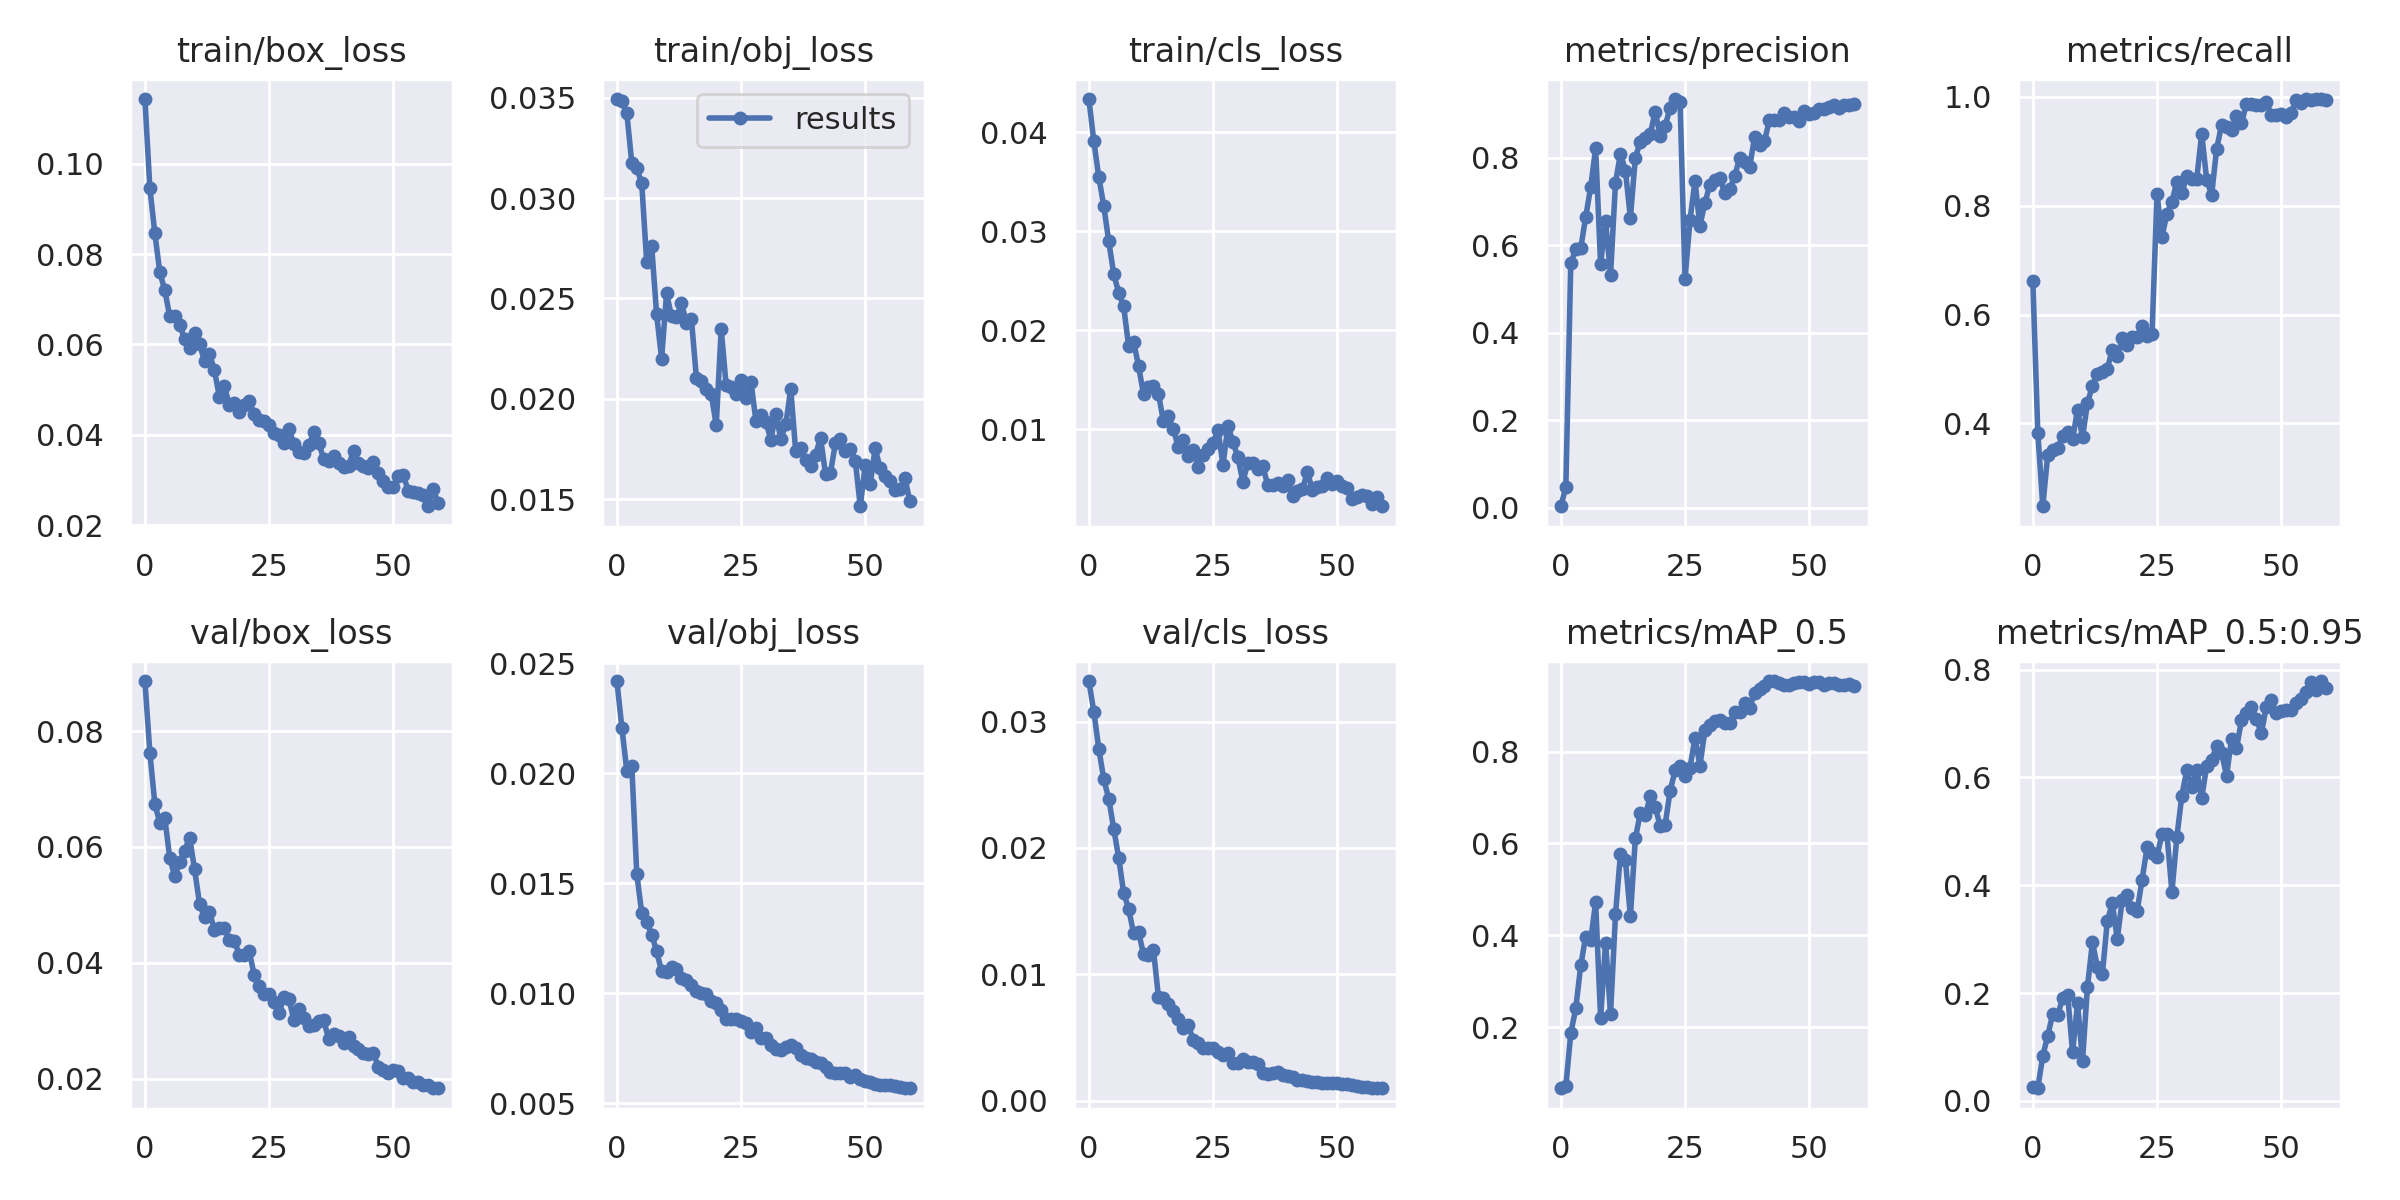 train/box_loss
0.10
0.08
0.06
0.04
0.02
0 25 50
train/obj_loss
results
0.035
0.030
0.025
0.020
0.015
0 25 50
train/cls_loss
0.04
0.03
0.02
0.01
0 25 50
metrics/precision
0.8
0.6
0.4
0.2
0.0
0 25 50
metrics/recall
1.0
0.8
0.6
0.4
0 25 50
val/box_loss
0.08
0.06
0.04
0.02
0 25 50
val/obj_loss
0.025
0.020
0.015
0.010
0.005
0 25 50
val/cls_loss
0.03
0.02
0.01
0.00
0 25 50
metrics/mAP_0.5
0.8
0.6
0.4
0.2
0 25 50
metrics/mAP_0.5:0.95
0.8
0.6
0.4
0.2
0.0
0 25 50